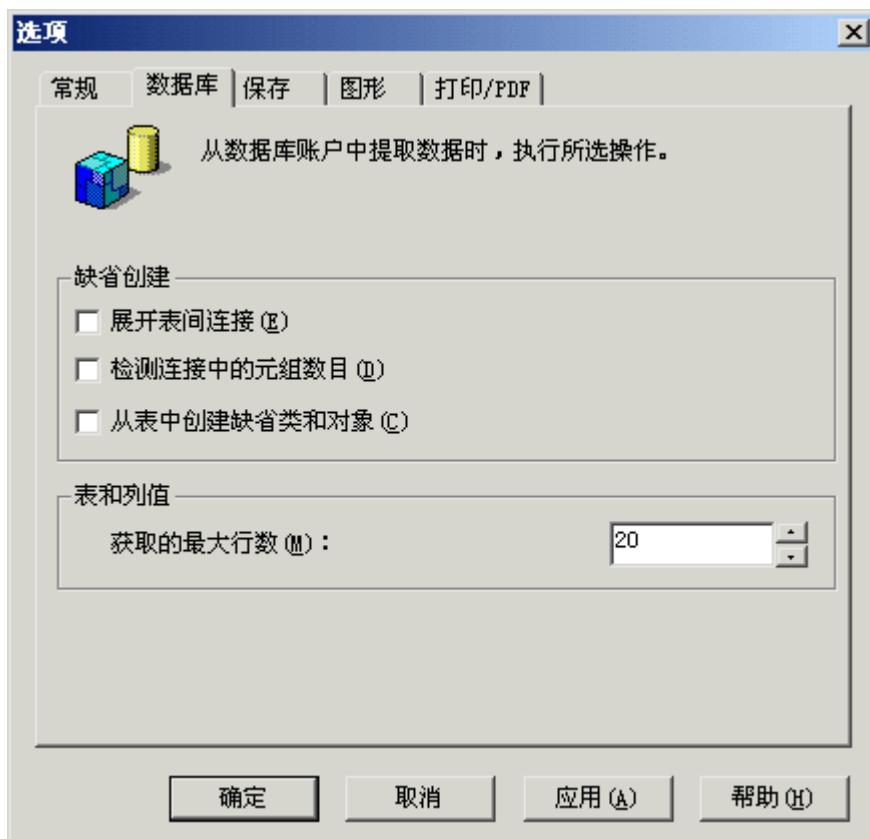 选项
常规 数据库 保存 图形 打印/PDF
从数据库账户中提取数据时，执行所选操作。
缺省创建
展开表间连接(E)
检测连接中的元组数目(D)
从表中创建缺省类和对象(C)
表和列值
获取的最大行数(M)： 20
确定 取消 应用(A) 帮助(H)